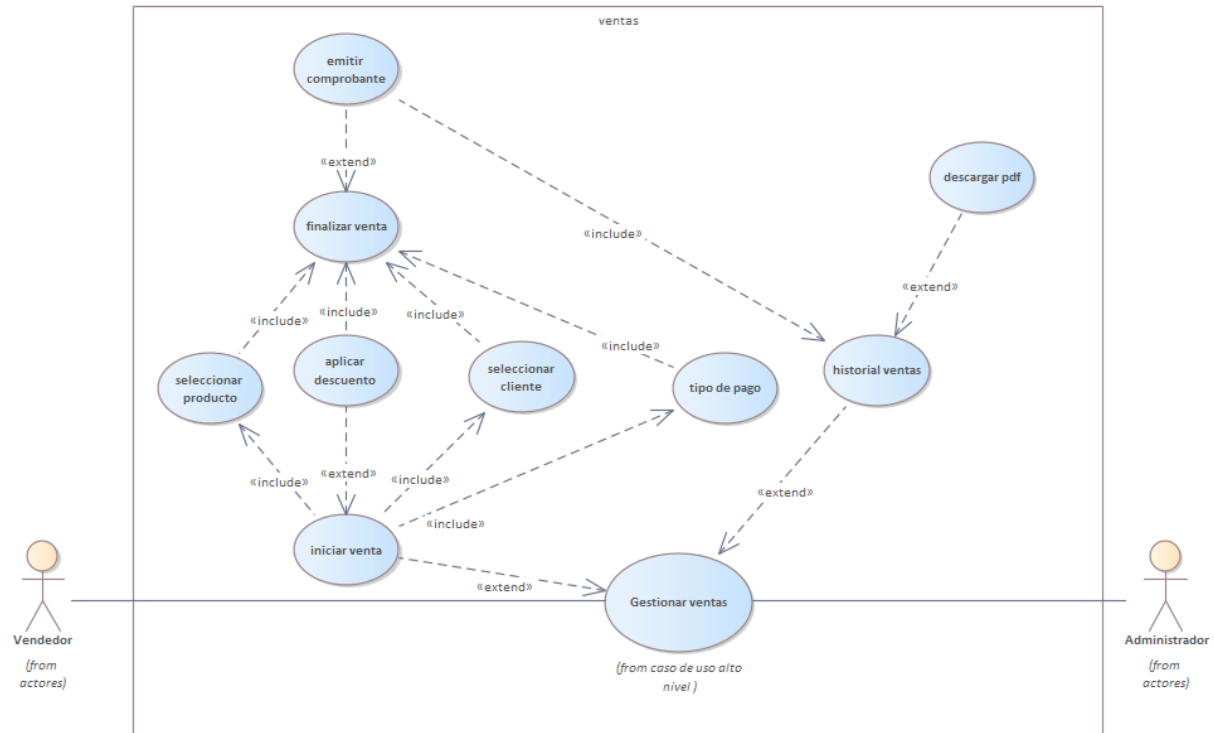 ventas
emitir
comprobante
«extend»
descargar pdf
finalizar venta
«include»
«extend»
«include»
«include»
«include»
«include»
aplicar
descuento
seleccionar
producto
seleccionar
cliente
tipo de pago
historial ventas
«extend»
«include»
«include»
«extend»
«include»
iniciar venta
«extend»
Gestionar ventas
(from caso de uso alto
nivel )
Vendedor
(from
actores)
Administrador
(from
actores)